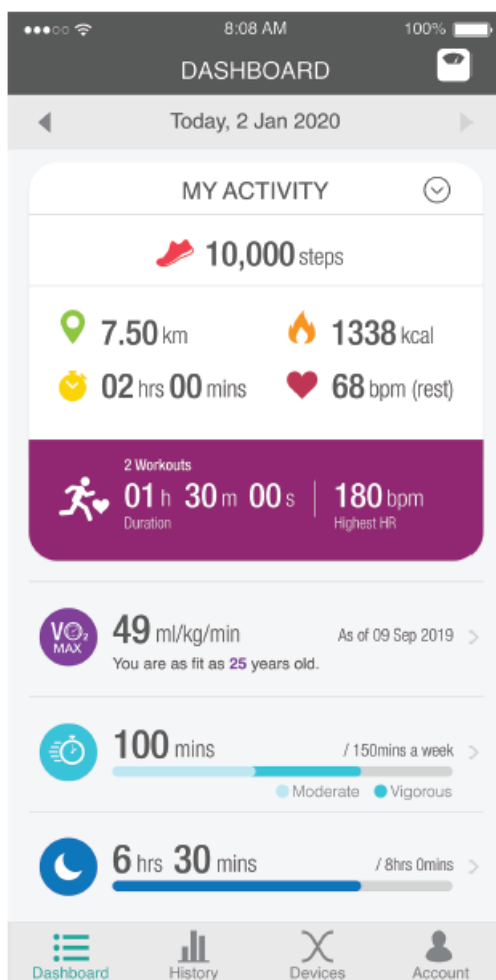 8:08 AM
100%
DASHBOARD
Today, 2 Jan 2020
MY ACTIVITY
10,000 steps
7.50 km
1338 kcal
02 hrs 00 mins
68 bpm (rest)
2 Workouts
01 h 30 m 00 s
180 bpm
Duration
Highest HR
VO₂ MAX
49 ml/kg/min
As of 09 Sep 2019
You are as fit as 25 years old.
100 mins
/ 150mins a week
Moderate
Vigorous
6 hrs 30 mins
/ 8hrs 0mins
Dashboard
History
Devices
Account